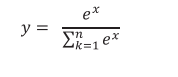 y = e^x / ∑_{k=1}^{n} e^x